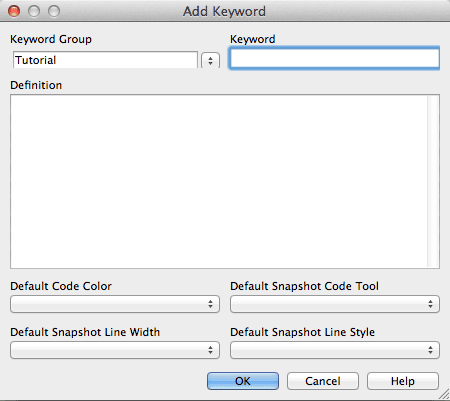 Add Keyword
Keyword Group Keyword
Tutorial
Definition
Default Code Color Default Snapshot Code Tool
Default Snapshot Line Width Default Snapshot Line Style
OK Cancel Help